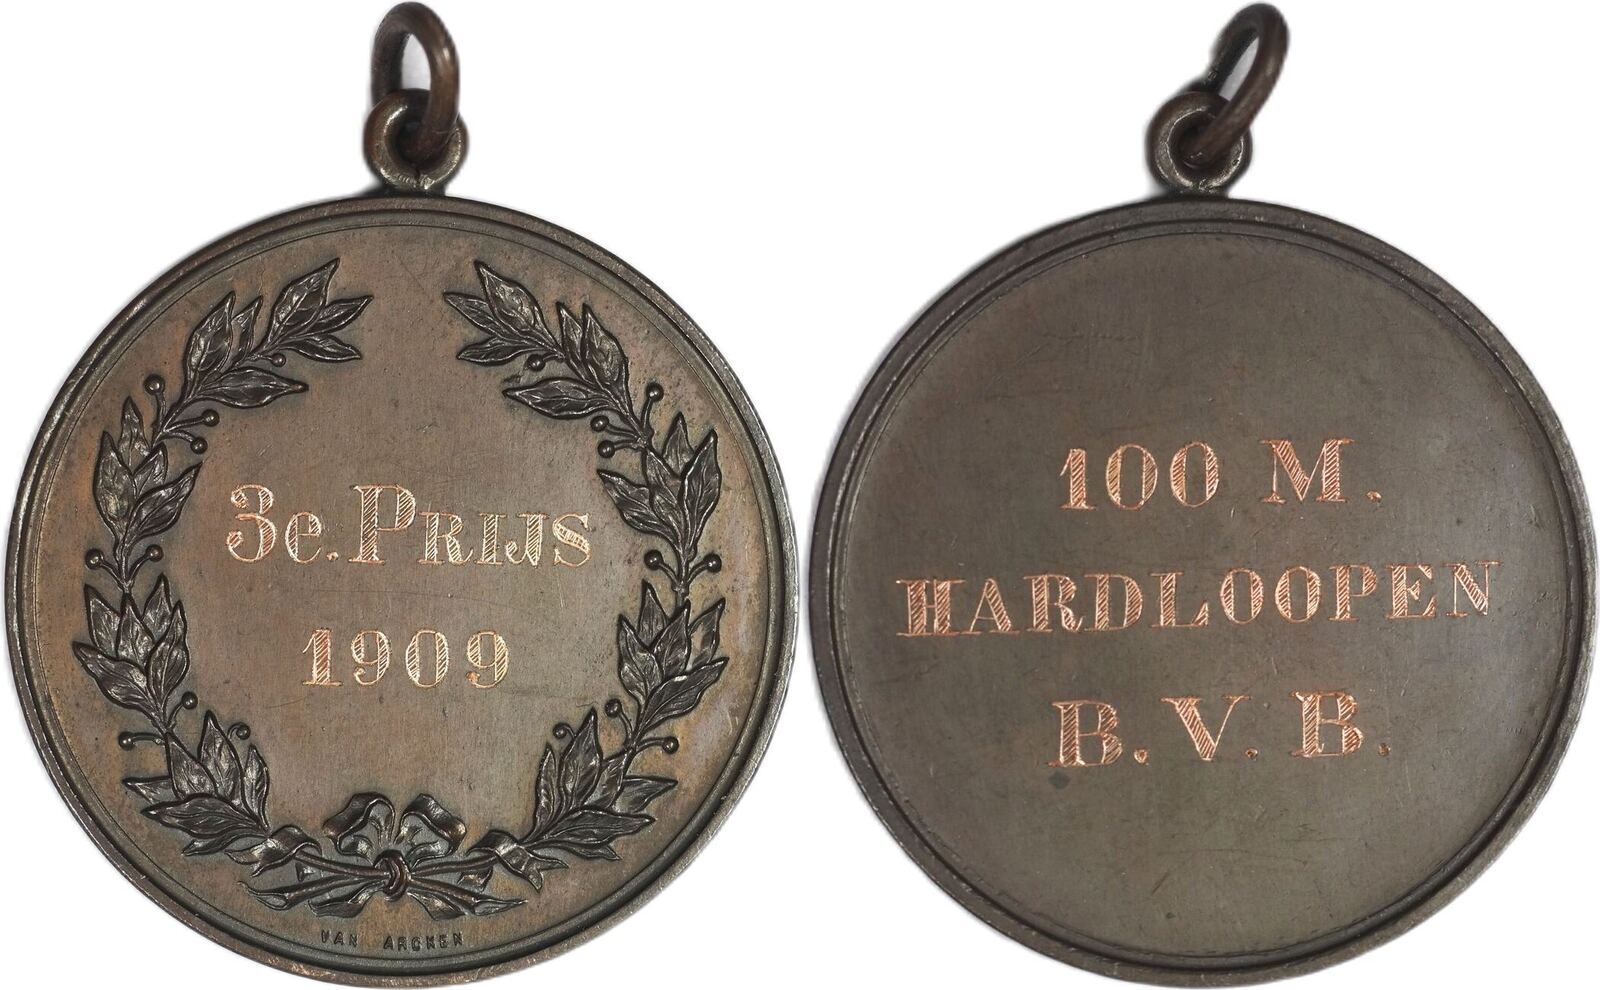 3e. PRIJS
1909
VAN ARCKEN
100 M.
HARDLOOPEN
B. V. B.